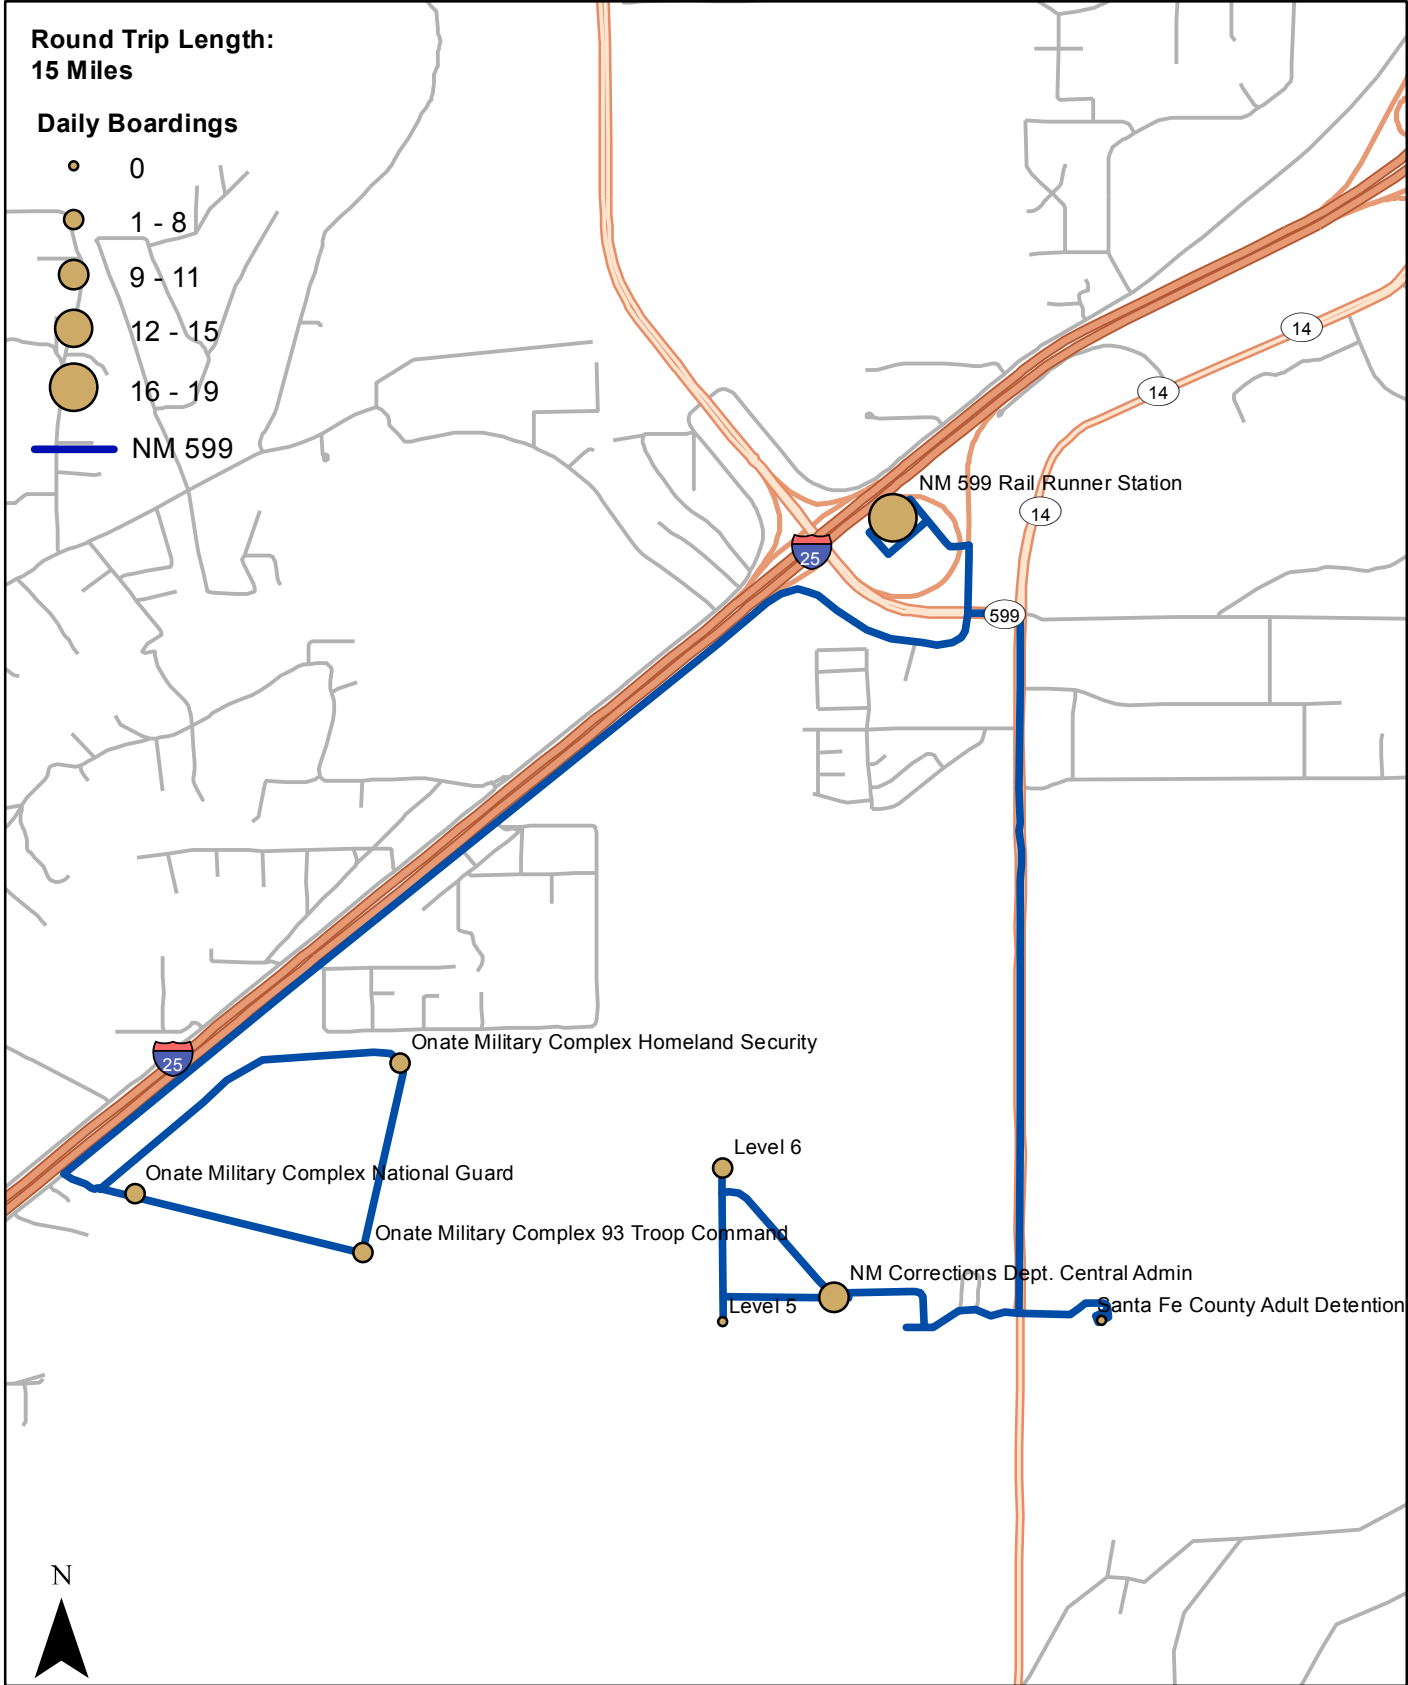 Round Trip Length:
15 Miles
Daily Boardings
0
1 - 8
9 - 11
12 - 15
16 - 19
NM 599
14
14
NM 599 Rail Runner Station
14
25
599
Onate Military Complex Homeland Security
25
Level 6
Onate Military Complex National Guard
Onate Military Complex 93 Troop Command
NM Corrections Dept. Central Admin
Level 5
Santa Fe County Adult Detention
N